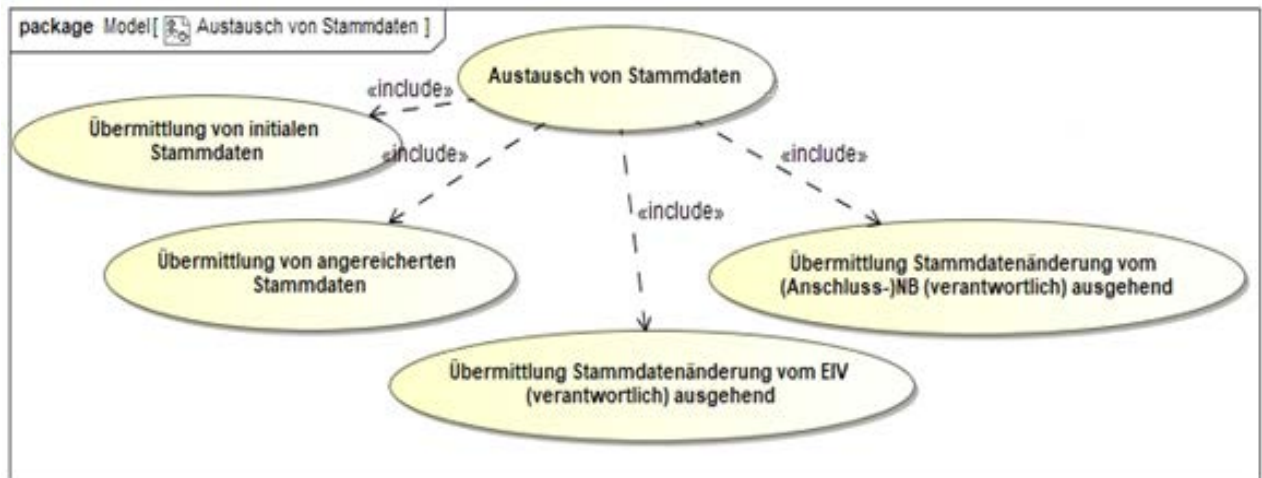 package Model[ Austausch von Stammdaten ]
Austausch von Stammdaten
«include»
Übermittlung von initialen
Stammdaten
«include»
«include»
«include»
Übermittlung von angereicherten
Stammdaten
Übermittlung Stammdatenänderung vom
(Anschluss-)NB (verantwortlich) ausgehend
Übermittlung Stammdatenänderung vom EIV
(verantwortlich) ausgehend